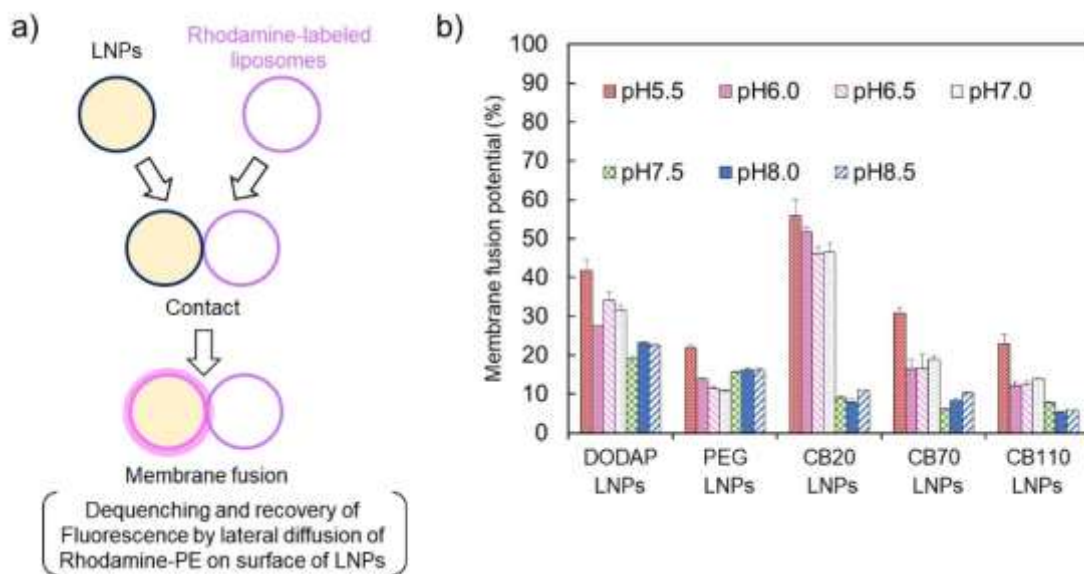 a)
LNPs
Rhodamine-labeled
liposomes
Contact
Membrane fusion
Dequenching and recovery of
Fluorescence by lateral diffusion of
Rhodamine-PE on surface of LNPs
b)
Membrane fusion potential (%)
100
90
80
70
60
50
40
30
20
10
0
pH5.5 pH6.0 pH6.5 pH7.0
pH7.5 pH8.0 pH8.5
DODAP PEG CB20 CB70 CB110
LNPs LNPs LNPs LNPs LNPs